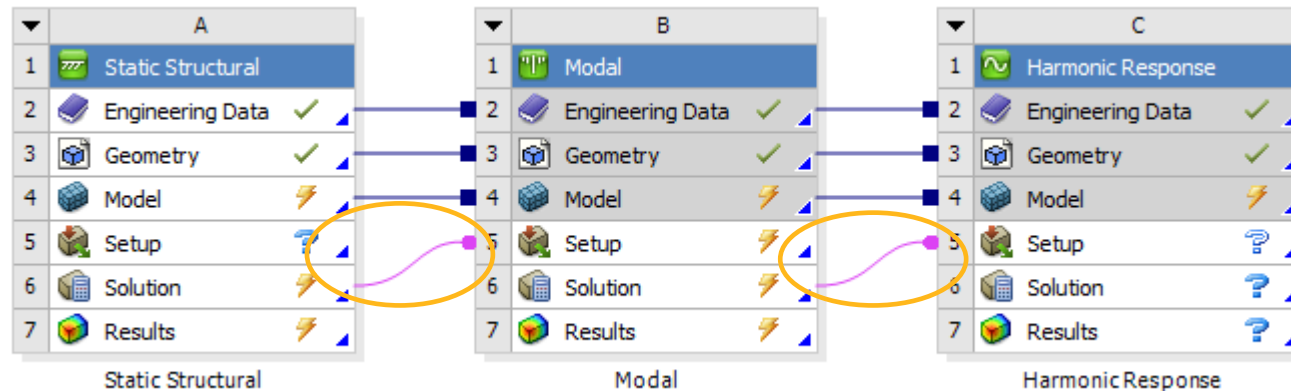 A B C
1 Static Structural 1 Modal 1 Harmonic Response
2 Engineering Data 2 Engineering Data 2 Engineering Data
3 Geometry 3 Geometry 3 Geometry
4 Model 4 Model 4 Model
5 Setup ? 5 Setup 5 Setup ?
6 Solution 6 Solution 6 Solution ?
7 Results 7 Results 7 Results ?
Static Structural Modal Harmonic Response